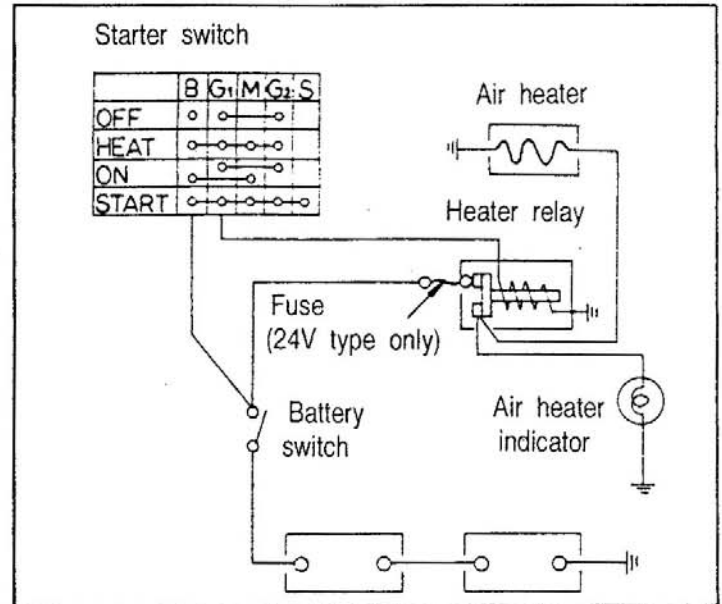 Starter switch
B G1 M G2 S
OFF
HEAT
ON
START
Air heater
Heater relay
Fuse
(24V type only)
Battery
switch
Air heater
indicator